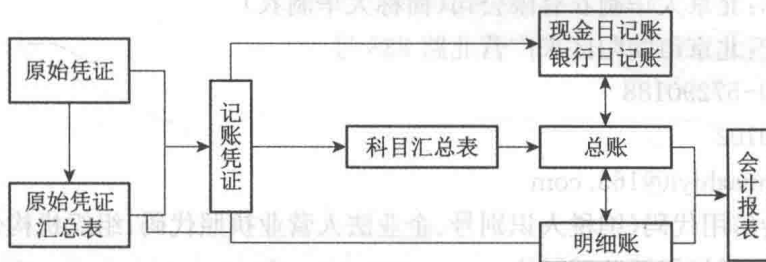 现金日记账
银行日记账
原始凭证
记账凭证
科目汇总表
总账
会计报表
原始凭证
汇总表
明细账